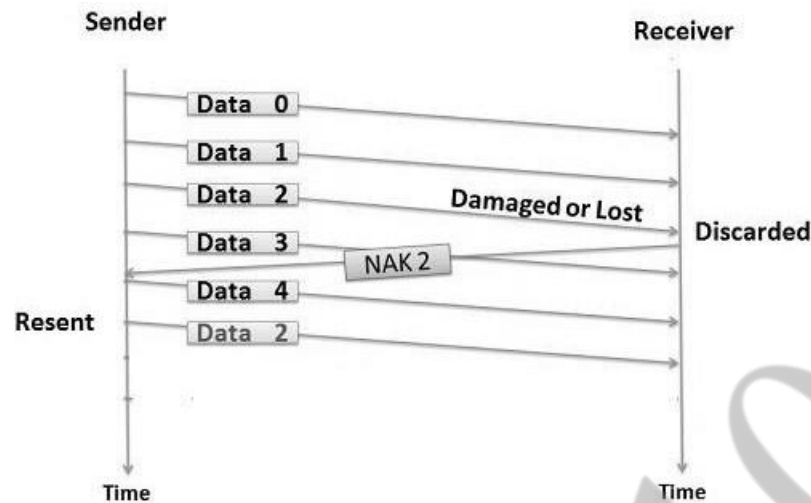 Sender
Receiver
Data 0
Data 1
Data 2
Damaged or Lost
Data 3
Discarded
NAK 2
Data 4
Resent
Data 2
Time
Time